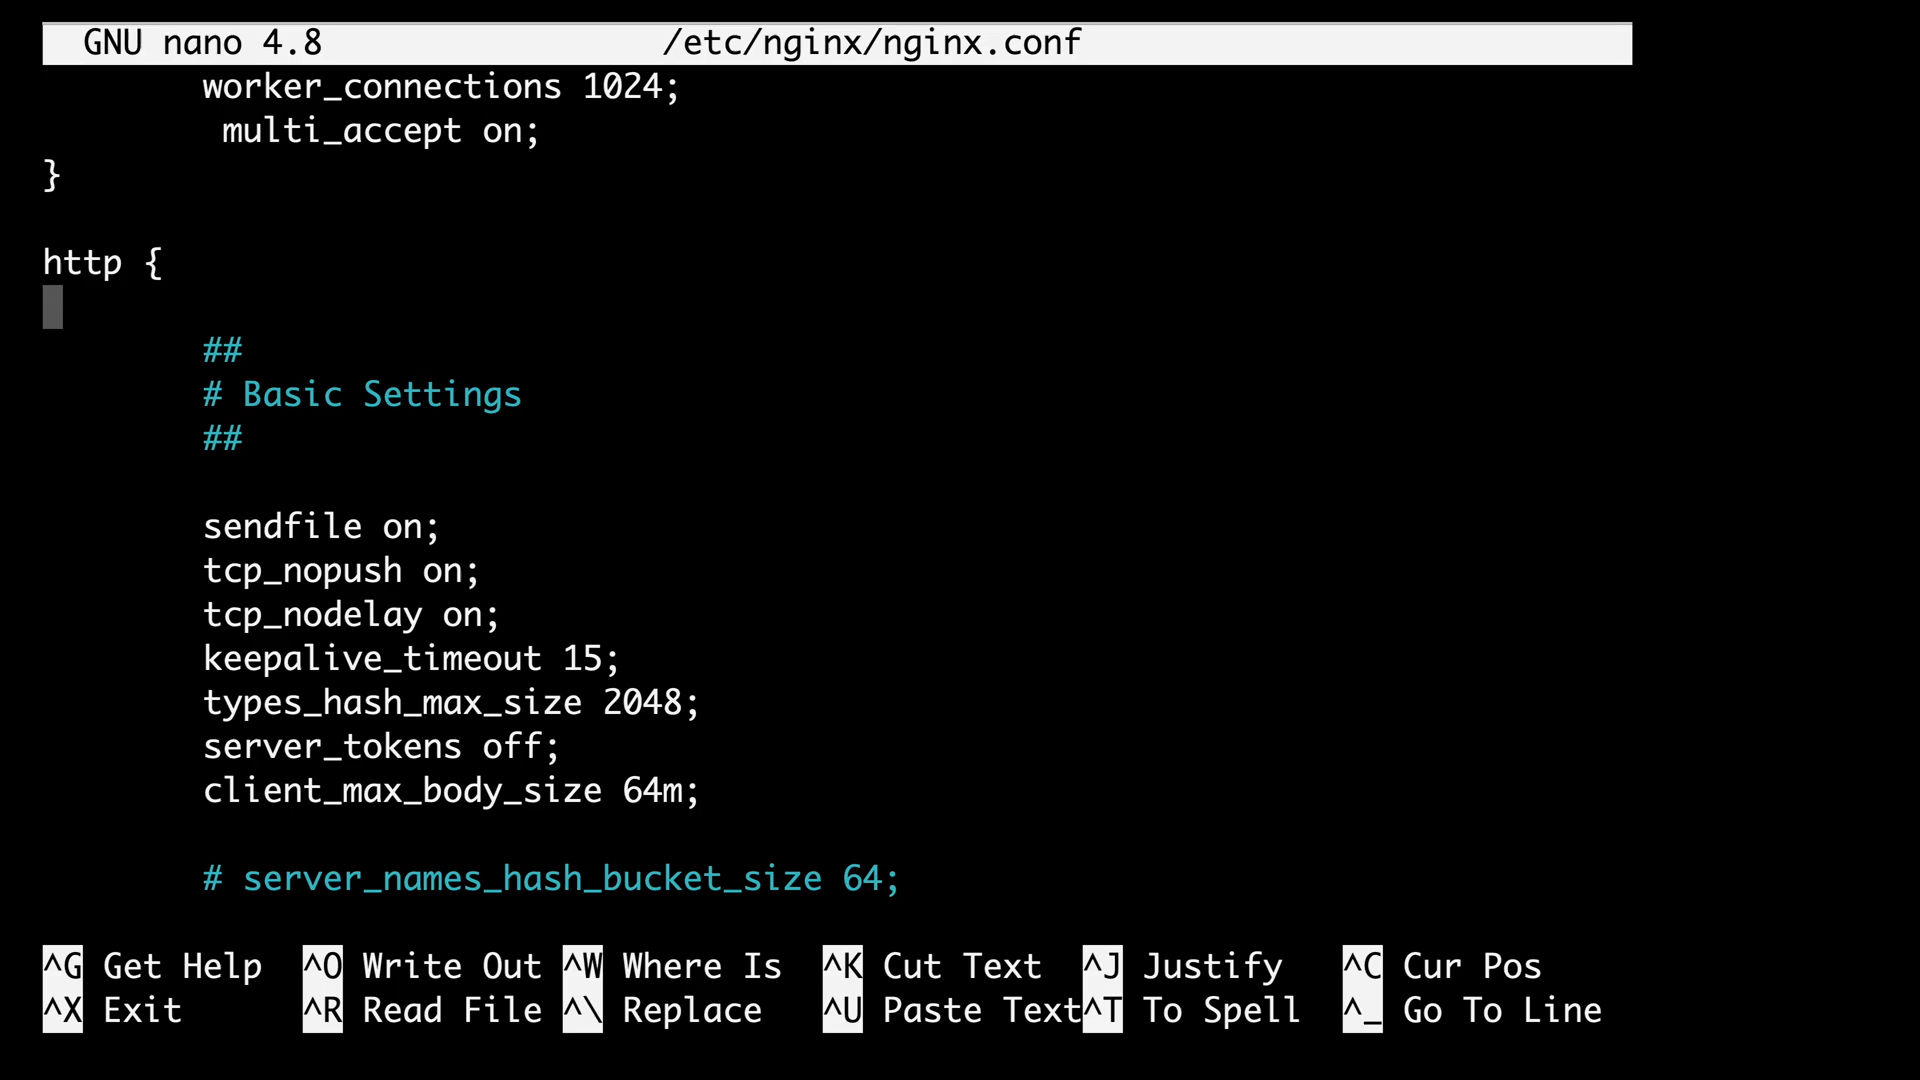 GNU nano 4.8 /etc/nginx/nginx.conf
worker_connections 1024;
multi_accept on;
}
http {
##
# Basic Settings
##
sendfile on;
tcp_nopush on;
tcp_nodelay on;
keepalive_timeout 15;
types_hash_max_size 2048;
server_tokens off;
client_max_body_size 64m;
# server_names_hash_bucket_size 64;
^G Get Help ^O Write Out ^W Where Is ^K Cut Text ^J Justify ^C Cur Pos
^X Exit ^R Read File ^\ Replace ^U Paste Text ^T To Spell ^_ Go To Line